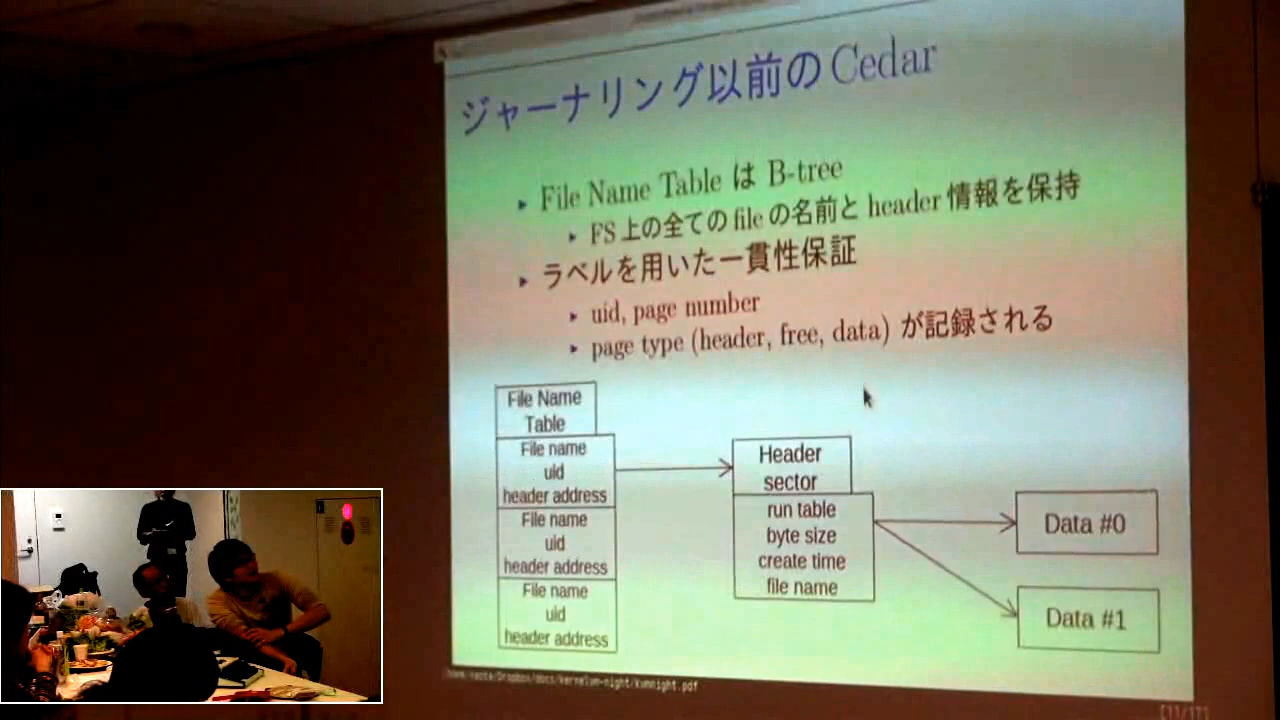 ジャーナリング以前の Cedar
File Name Table は B-tree
FS 上の全ての file の名前と header 情報を保持
ラベルを用いた一貫性保証
uid, page number
page type (header, free, data) が記録される
File Name
Table
File name
uid
header address
File name
uid
header address
File name
uid
header address
Header
sector
run table
byte size
create time
file name
Data #0
Data #1